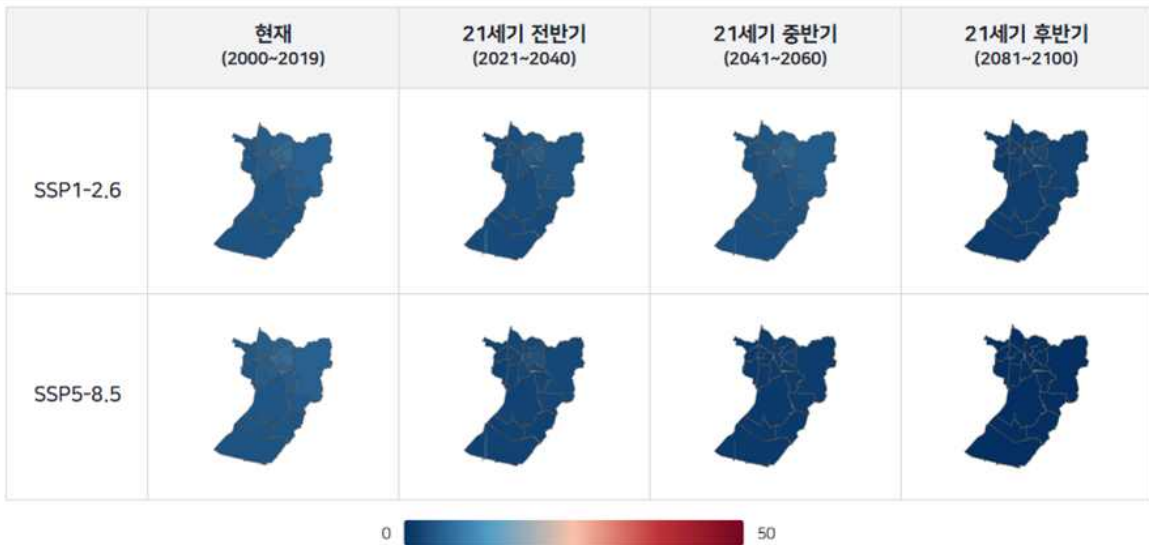 현재
(2000~2019)
21세기 전반기
(2021~2040)
21세기 중반기
(2041~2060)
21세기 후반기
(2081~2100)
SSP1-2.6
SSP5-8.5
0
50